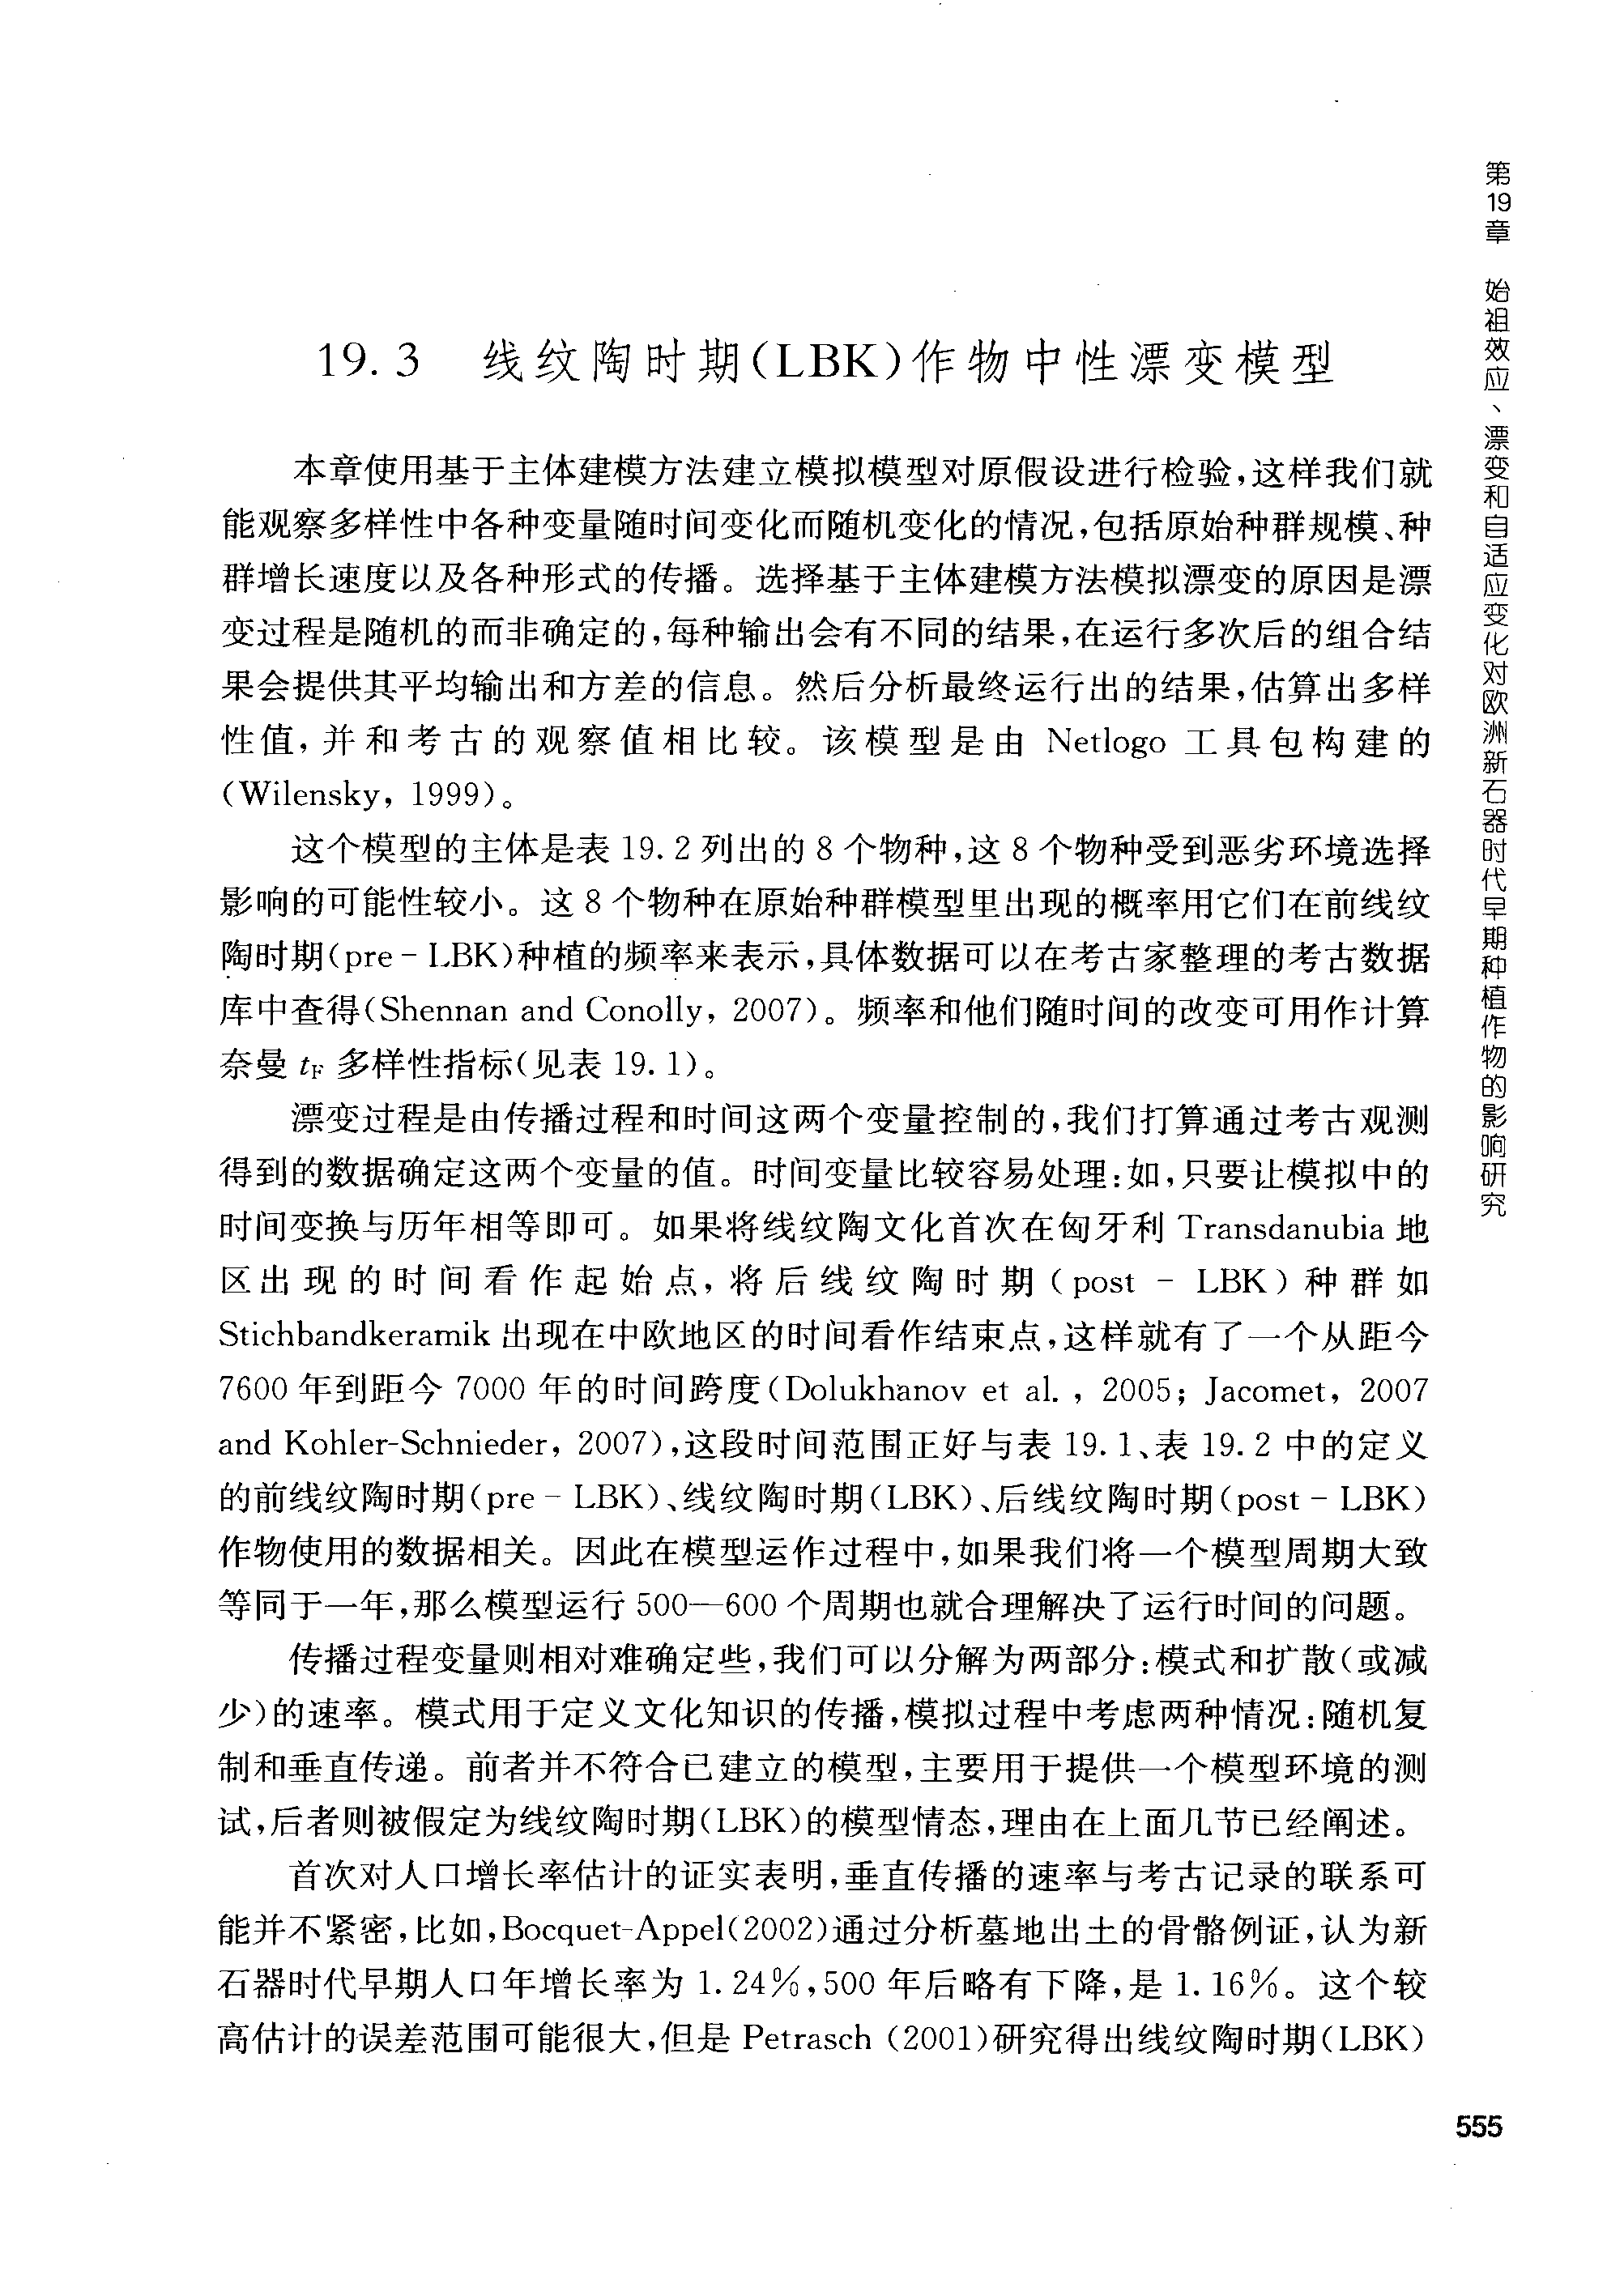 19.3 线纹陶时期(LBK)作物中性漂变模型
本章使用基于主体建模方法建立模拟模型对原假设进行检验,这样我们就
能观察多样性中各种变量随时间变化而随机变化的情况,包括原始种群规模、种
群增长速度以及各种形式的传播。选择基于主体建模方法模拟漂变的原因是漂
变过程是随机的而非确定的,每种输出会有不同的结果,在运行多次后的组合结
果会提供其平均输出和方差的信息。然后分析最终运行出的结果,估算出多样
性值,并和考古的观察值相比较。该模型是由 Netlogo 工具包构建的
(Wilensky, 1999)。
这个模型的主体是表 19.2 列出的 8 个物种,这 8 个物种受到恶劣环境选择
影响的可能性较小。这 8 个物种在原始种群模型里出现的概率用它们在前线纹
陶时期(pre-LBK)种植的频率来表示,具体数据可以在考古家整理的考古数据
库中查得(Shennan and Conolly, 2007)。频率和他们随时间的改变可用作计算
奈曼 tF 多样性指标(见表 19.1)。
漂变过程是由传播过程和时间这两个变量控制的,我们打算通过考古观测
得到的数据确定这两个变量的值。时间变量比较容易处理:如,只要让模拟中的
时间变换与历年相等即可。如果将线纹陶文化首次在匈牙利 Transdanubia 地
区出现的时间看作起始点,将后线纹陶时期(post-LBK)种群如
Stichbandkeramik 出现在中欧地区的时间看作结束点,这样就有了一个从距今
7600 年到距今 7000 年的时间跨度(Dolukhanov et al., 2005; Jacomet, 2007
and Kohler-Schnieder, 2007),这段时间范围正好与表 19.1、表 19.2 中的定义
的前线纹陶时期(pre-LBK)、线纹陶时期(LBK)、后线纹陶时期(post-LBK)
作物使用的数据相关。因此在模型运作过程中,如果我们将一个模型周期大致
等同于一年,那么模型运行 500—600 个周期也就合理解决了运行时间的问题。
传播过程变量则相对难确定些,我们可以分解为两部分:模式和扩散(或减
少)的速率。模式用于定义文化知识的传播,模拟过程中考虑两种情况:随机复
制和垂直传递。前者并不符合已建立的模型,主要用于提供一个模型环境的测
试,后者则被假定为线纹陶时期(LBK)的模型情态,理由在上面几节已经阐述。
首次对人口增长率估计的证实表明,垂直传播的速率与考古记录的联系可
能并不紧密,比如,Bocquet-Appel(2002)通过分析墓地出土的骨骼例证,认为新
石器时代早期人口年增长率为 1.24%,500 年后略有下降,是 1.16%。这个较
高估计的误差范围可能很大,但是 Petrasch (2001)研究得出线纹陶时期(LBK)
第19章 始祖效应、漂变和自适应变化对欧洲新石器时代早期种植作物的影响研究
555